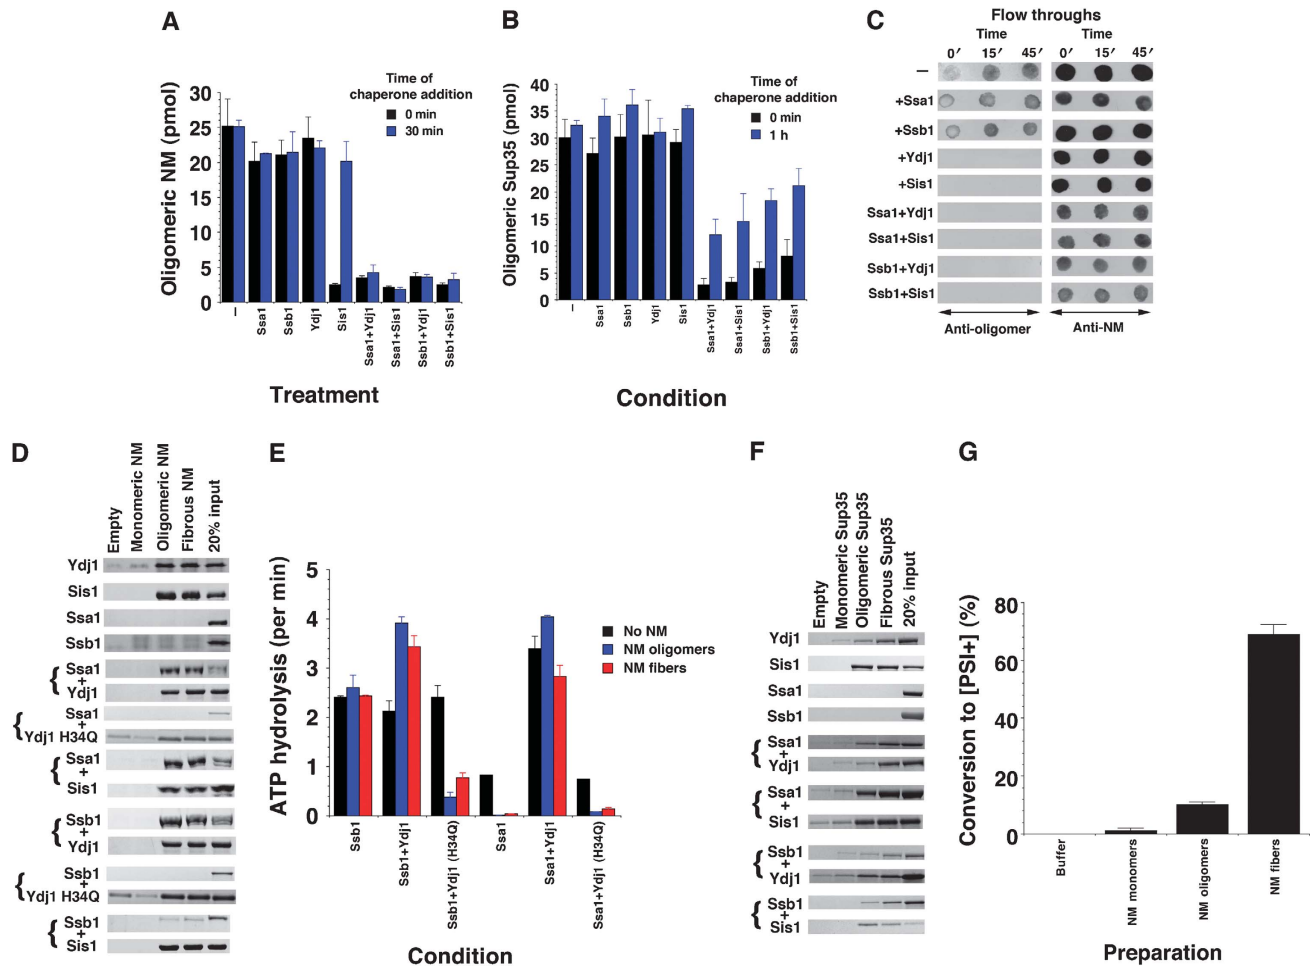 A
Oligomeric NM (pmol)
30
25
20
15
10
5
0
Time of
chaperone addition
0 min
30 min
–
Ssa1
Ssb1
Ydj1
Sis1
Ssa1+Ydj1
Ssa1+Sis1
Ssb1+Ydj1
Ssb1+Sis1
Treatment
B
Oligomeric Sup35 (pmol)
40
35
30
25
20
15
10
5
0
Time of
chaperone addition
0 min
1 h
–
Ssa1
Ssb1
Ydj1
Sis1
Ssa1+Ydj1
Ssa1+Sis1
Ssb1+Ydj1
Ssb1+Sis1
Condition
C
Flow throughs
Time Time
0′ 15′ 45′ 0′ 15′ 45′
–
+Ssa1
+Ssb1
+Ydj1
+Sis1
Ssa1+Ydj1
Ssa1+Sis1
Ssb1+Ydj1
Ssb1+Sis1
Anti-oligomer Anti-NM
D
Empty
Monomeric NM
Oligomeric NM
Fibrous NM
20% input
Ydj1
Sis1
Ssa1
Ssb1
{ Ssa1
+
Ydj1
{ Ssa1
+
Ydj1 H34Q
{ Ssa1
+
Sis1
{ Ssb1
+
Ydj1
{ Ssb1
+
Ydj1 H34Q
{ Ssb1
+
Sis1
E
ATP hydrolysis (per min)
5
4
3
2
1
0
No NM
NM oligomers
NM fibers
Ssb1
Ssb1+Ydj1
Ssb1+Ydj1 (H34Q)
Ssa1
Ssa1+Ydj1
Ssa1+Ydj1 (H34Q)
Condition
F
Empty
Monomeric Sup35
Oligomeric Sup35
Fibrous Sup35
20% input
Ydj1
Sis1
Ssa1
Ssb1
{ Ssa1
+
Ydj1
{ Ssa1
+
Sis1
{ Ssb1
+
Ydj1
{ Ssb1
+
Sis1
G
Conversion to [PSI+] (%)
80
60
40
20
0
Buffer
NM monomers
NM oligomers
NM fibers
Preparation